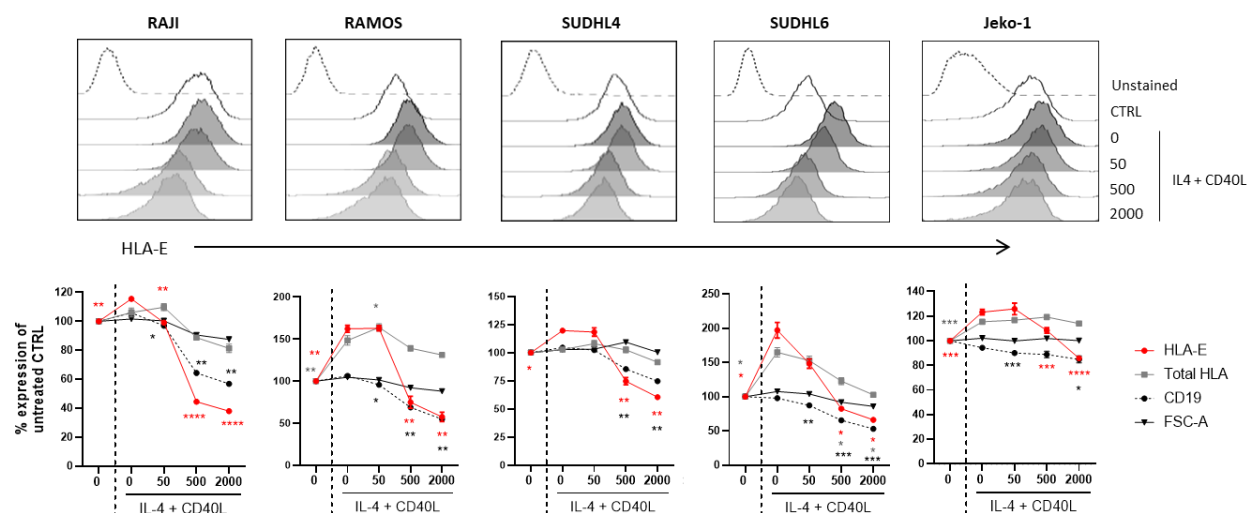 RAJI RAMOS SUDHL4 SUDHL6 Jeko-1
Unstained
CTRL
0
50
500
2000
IL4 + CD40L
HLA-E
% expression of
untreated CTRL
120
100
80
60
40
20
0
** ** * ** ** **** ****
0 0 50 500 2000
IL-4 + CD40L
200
150
100
50
0
** ** * * ** ** ** **
0 0 50 500 2000
IL-4 + CD40L
150
125
100
75
50
25
0
* ** ** ** **
0 0 50 500 2000
IL-4 + CD40L
250
200
150
100
50
0
* * ** * * *** * * ***
0 0 50 500 2000
IL-4 + CD40L
140
120
100
80
60
40
20
0
*** *** *** *** **** *
0 0 50 500 2000
IL-4 + CD40L
HLA-E
Total HLA
CD19
FSC-A